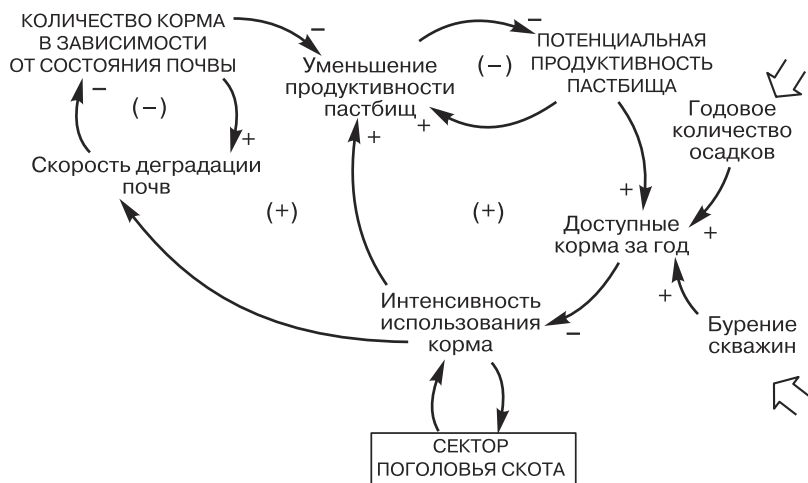 КОЛИЧЕСТВО КОРМА
В ЗАВИСИМОСТИ
ОТ СОСТОЯНИЯ ПОЧВЫ
−
−
(−)
+
Скорость деградации
почв
Уменьшение
продуктивности
пастбищ
+
+
−
(−)
ПОТЕНЦИАЛЬНАЯ
ПРОДУКТИВНОСТЬ
ПАСТБИЩА
Годовое
количество
осадков
(+)
(+)
+
+
Доступные
корма за год
+
Бурение
скважин
Интенсивность
использования
корма
−
СЕКТОР
ПОГОЛОВЬЯ СКОТА